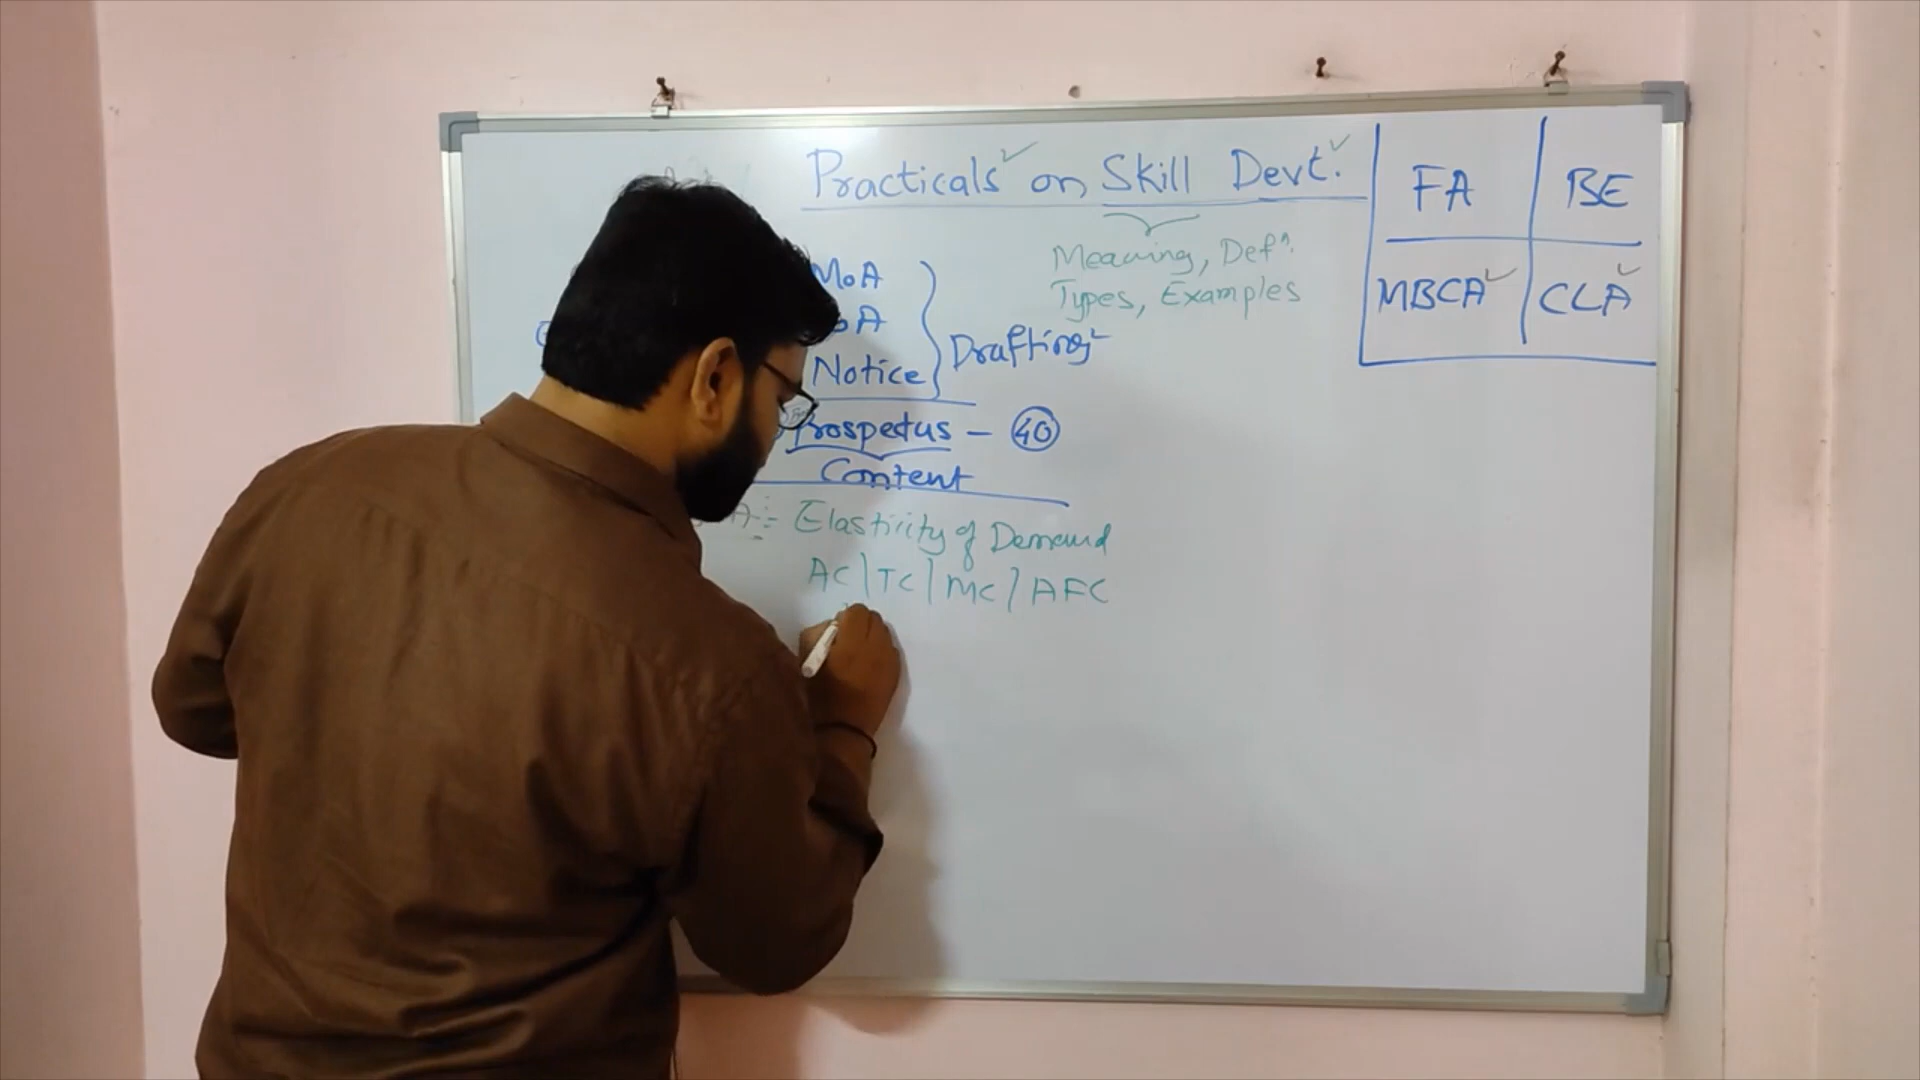 Practicals on Skill Devt.
FA BE
MBCA CLA
Meaning, Defn.
Types, Examples
MoA
Notice
Drafting
Prospectus - 40
Content
A:- Elasticity of Demand
AC | TC | MC / AFC